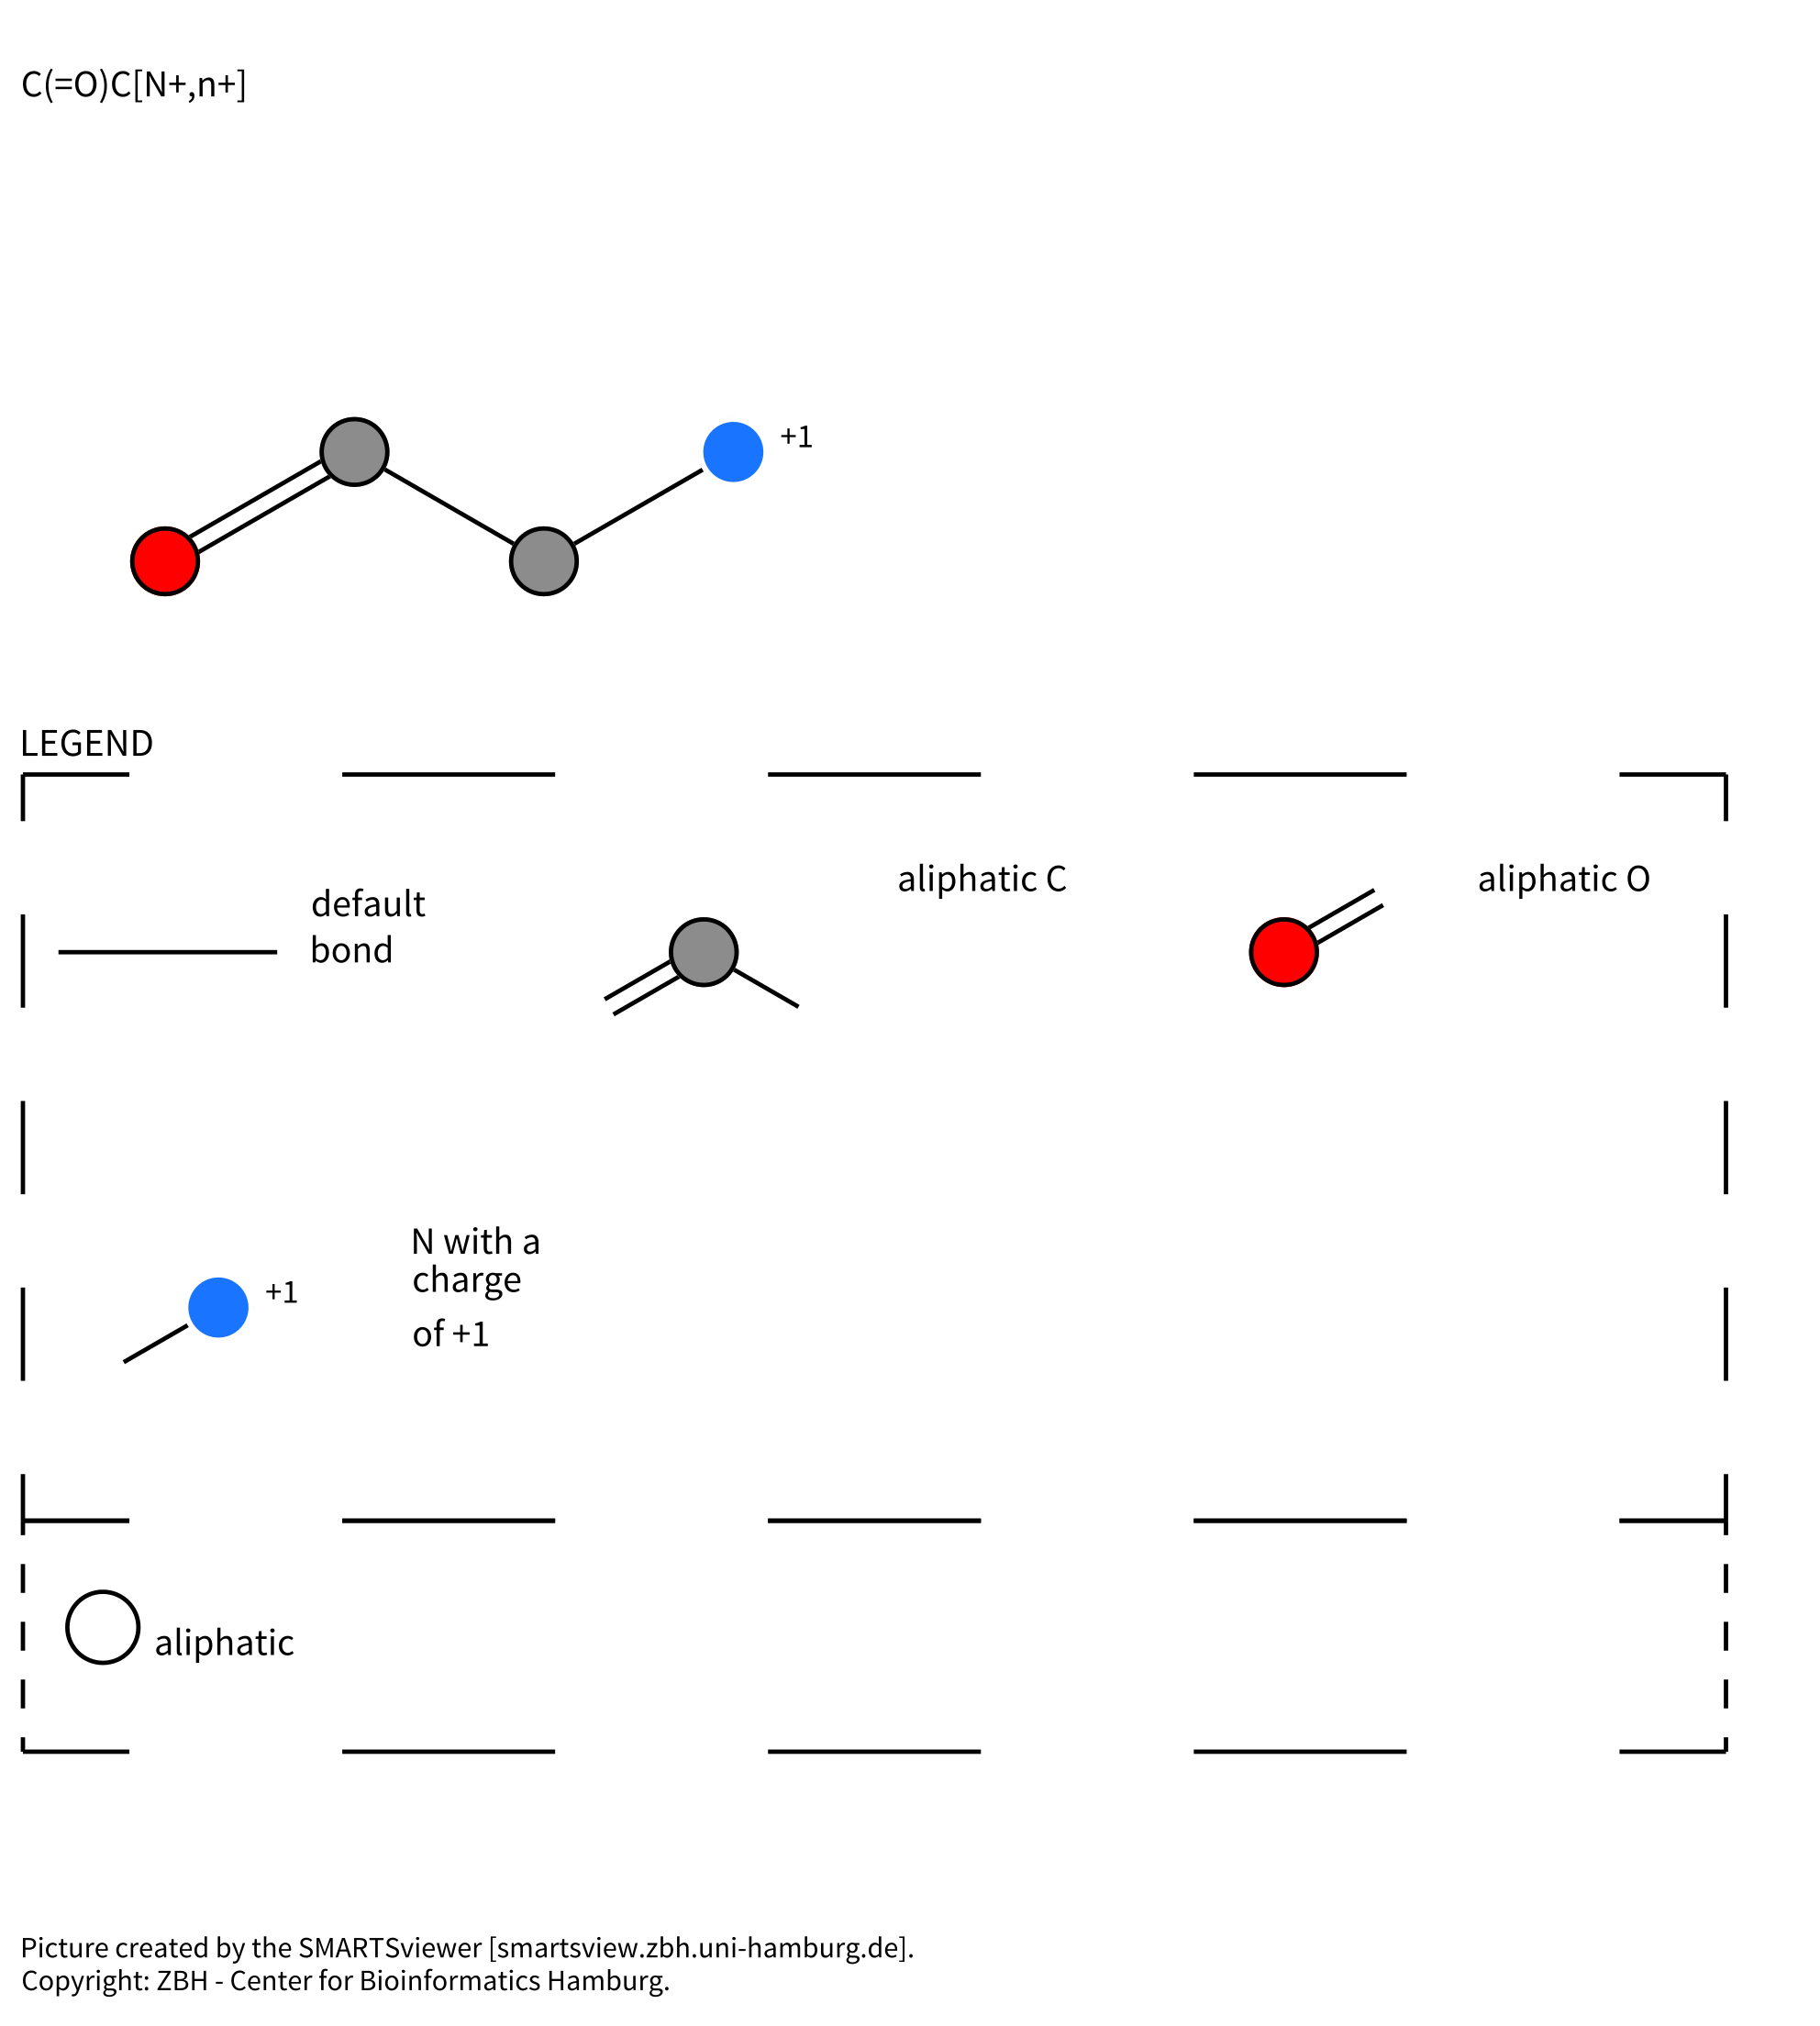 C(=O)C[N+,n+]
+1
LEGEND
default
bond
aliphatic C
aliphatic O
+1
N with a
charge
of +1
aliphatic
Picture created by the SMARTSviewer [smartsview.zbh.uni-hamburg.de].
Copyright: ZBH - Center for Bioinformatics Hamburg.